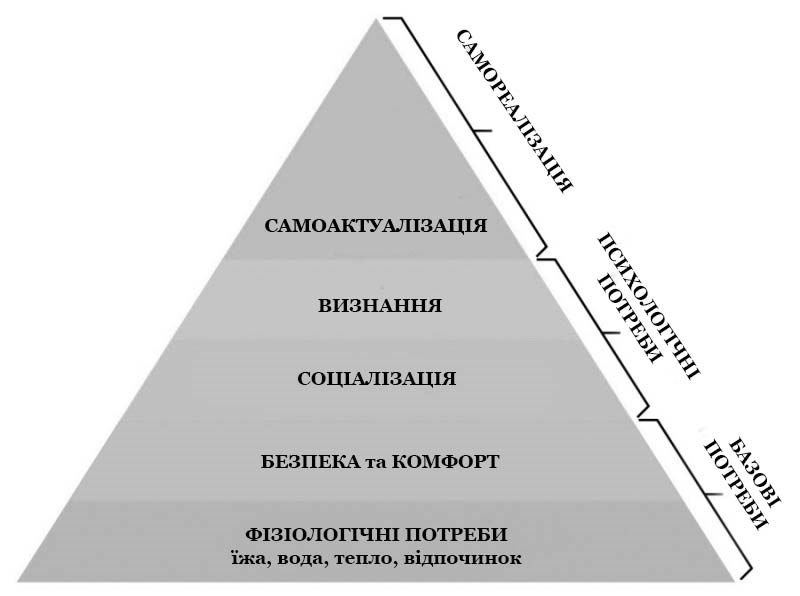 САМОРЕАЛІЗАЦІЯ
САМОАКТУАЛІЗАЦІЯ
ПСИХОЛОГІЧНІ
ПОТРЕБИ
ВИЗНАННЯ
СОЦІАЛІЗАЦІЯ
БАЗОВІ
ПОТРЕБИ
БЕЗПЕКА та КОМФОРТ
ФІЗІОЛОГІЧНІ ПОТРЕБИ
їжа, вода, тепло, відпочинок